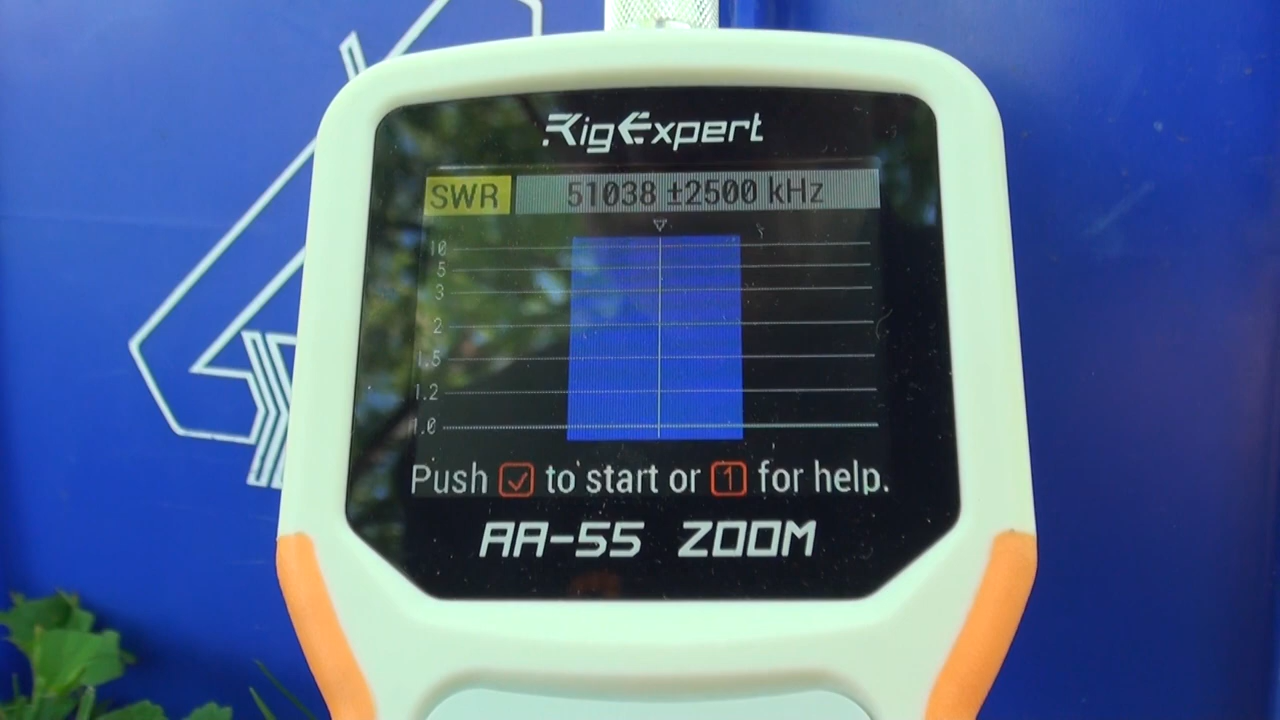 RigExpert
SWR 51038 ±2500 kHz
10
5
3
2
1.5
1.2
1.0
Push ✓ to start or 1 for help.
AA-55 ZOOM